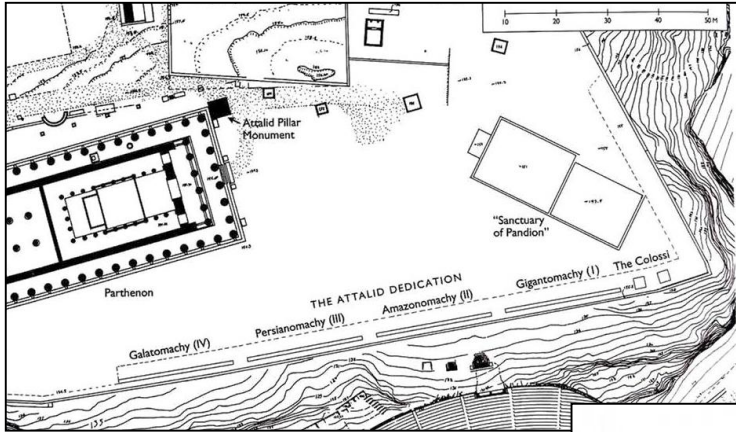 10 20 30 40 50 M
Attalid Pillar
Monument
"Sanctuary
of Pandion"
Parthenon
THE ATTALID DEDICATION
Gigantomachy (I)
The Colossi
Amazonomachy (II)
Persianomachy (III)
Galatomachy (IV)